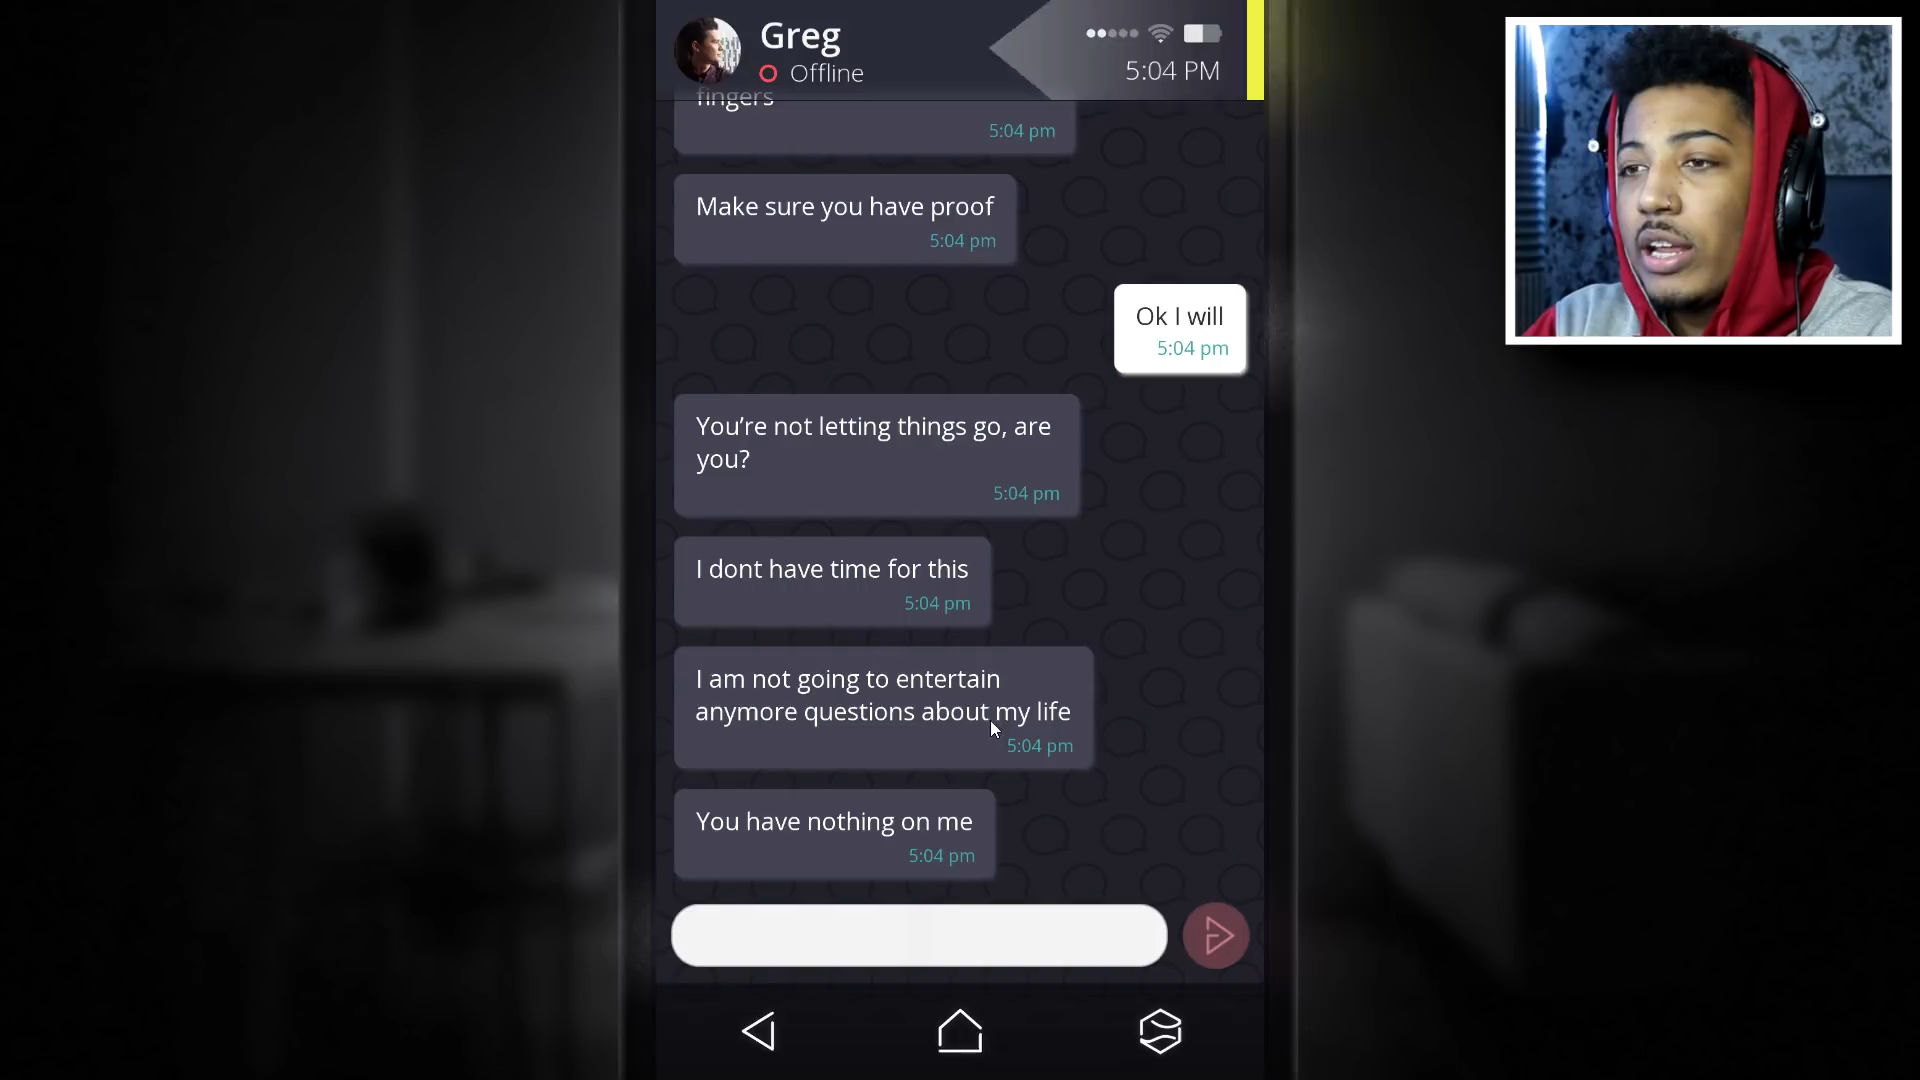 Greg
Offline
5:04 PM
fingers
5:04 pm
Make sure you have proof
5:04 pm
Ok I will
5:04 pm
You’re not letting things go, are
you?
5:04 pm
I dont have time for this
5:04 pm
I am not going to entertain
anymore questions about my life
5:04 pm
You have nothing on me
5:04 pm